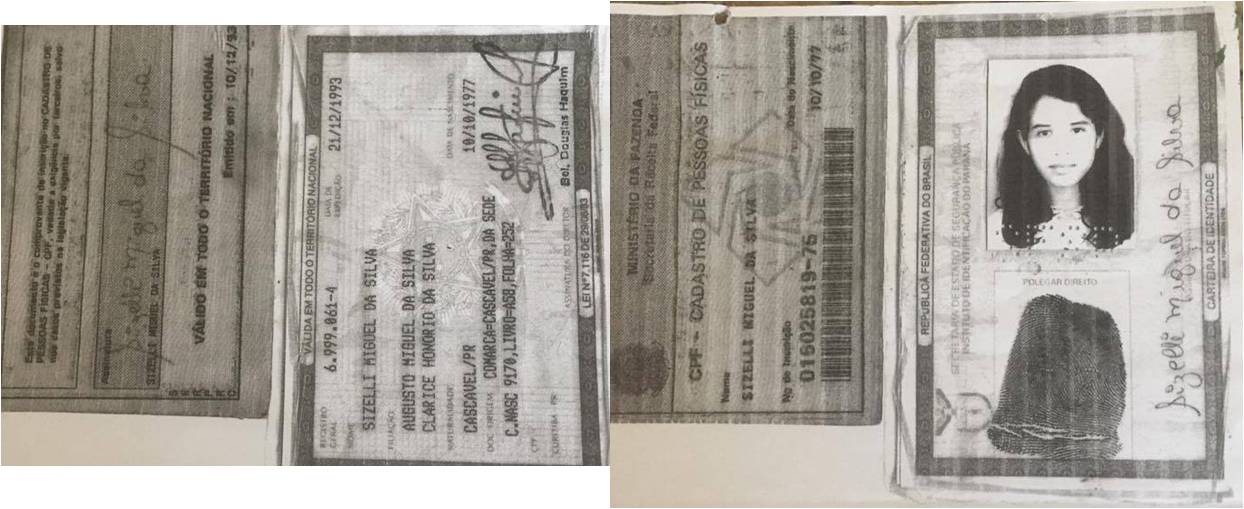 Este documento é o comprovante de inscrição no CADASTRO DE
PESSOAS FÍSICAS - CPF, vedada a exigência por terceiros, salvo
nos casos previstos na legislação vigente.
Assinatura
Sizelli Miguel da Silva
SIZELLI MIGUEL DA SILVA
VÁLIDO EM TODO O TERRITÓRIO NACIONAL
Emitido em : 10/12/93
VÁLIDA EM TODO O TERRITÓRIO NACIONAL
REGISTRO GERAL
6.999.061-4
DATA DE EXPEDIÇÃO
21/12/1993
NOME
SIZELLI MIGUEL DA SILVA
FILIAÇÃO
AUGUSTO MIGUEL DA SILVA
CLARICE HONORIO DA SILVA
NATURALIDADE
CASCAVEL/PR
DATA DE NASCIMENTO
10/10/1977
DOC. ORIGEM
COMARCA=CASCAVEL/PR,DA SEDE
C.NASC 9170,LIVRO=A58,FOLHA=252
CPF
CURITIBA PR
Bel. Douglas Haquim
ASSINATURA DO DIRETOR
LEI Nº 7.116 DE 29/08/83
MINISTÉRIO DA FAZENDA
Secretaria da Receita Federal
CPF - CADASTRO DE PESSOAS FÍSICAS
Nome
SIZELLI MIGUEL DA SILVA
Nº de Inscrição
016025819-75
Data de Nascimento
10/10/77
REPÚBLICA FEDERATIVA DO BRASIL
SECRETARIA DE ESTADO DE SEGURANÇA PÚBLICA
INSTITUTO DE IDENTIFICAÇÃO DO PARANÁ
POLEGAR DIREITO
Sizelli Miguel da Silva
CARTEIRA DE IDENTIDADE